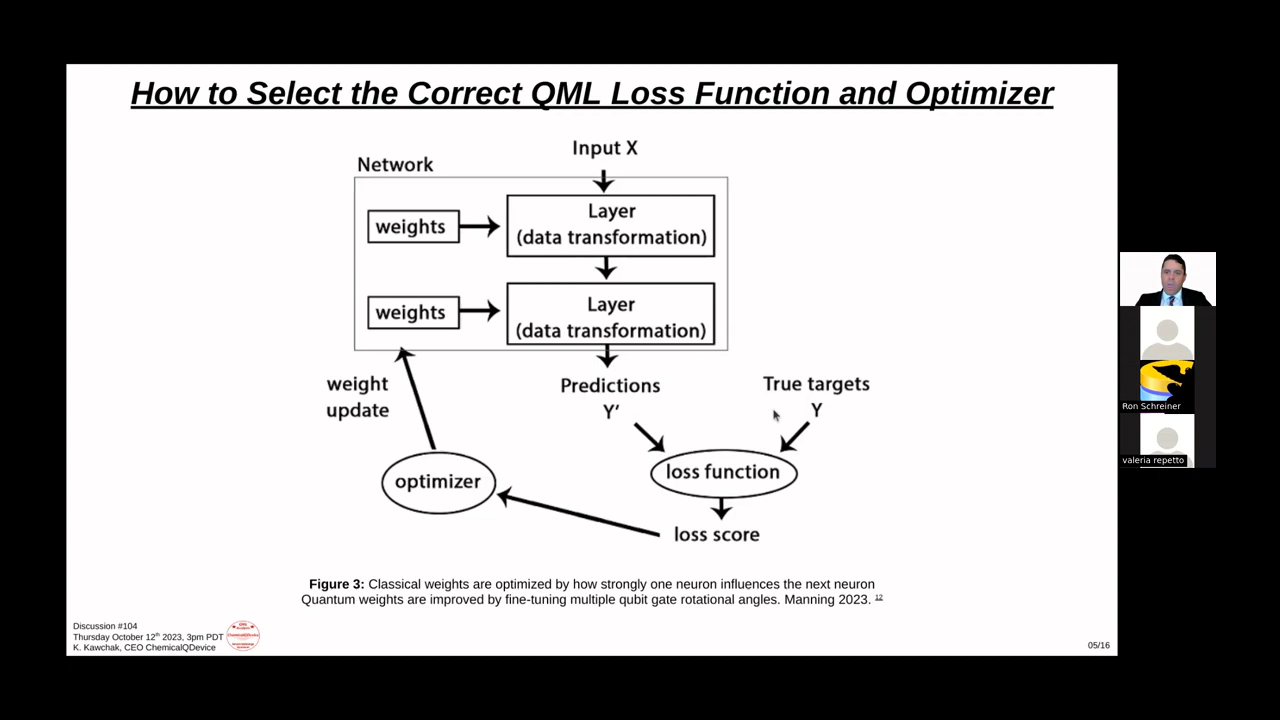 How to Select the Correct QML Loss Function and Optimizer
Input X
Network
weights
Layer
(data transformation)
weights
Layer
(data transformation)
weight
update
Predictions
Y'
True targets
Y
optimizer
loss function
loss score
Figure 3: Classical weights are optimized by how strongly one neuron influences the next neuron
Quantum weights are improved by fine-tuning multiple qubit gate rotational angles. Manning 2023. 12
Discussion #104
Thursday October 12th 2023, 3pm PDT
K. Kawchak, CEO ChemicalQDevice
ChemicalQDevice
05/16
Ron Schreiner
valeria repetto